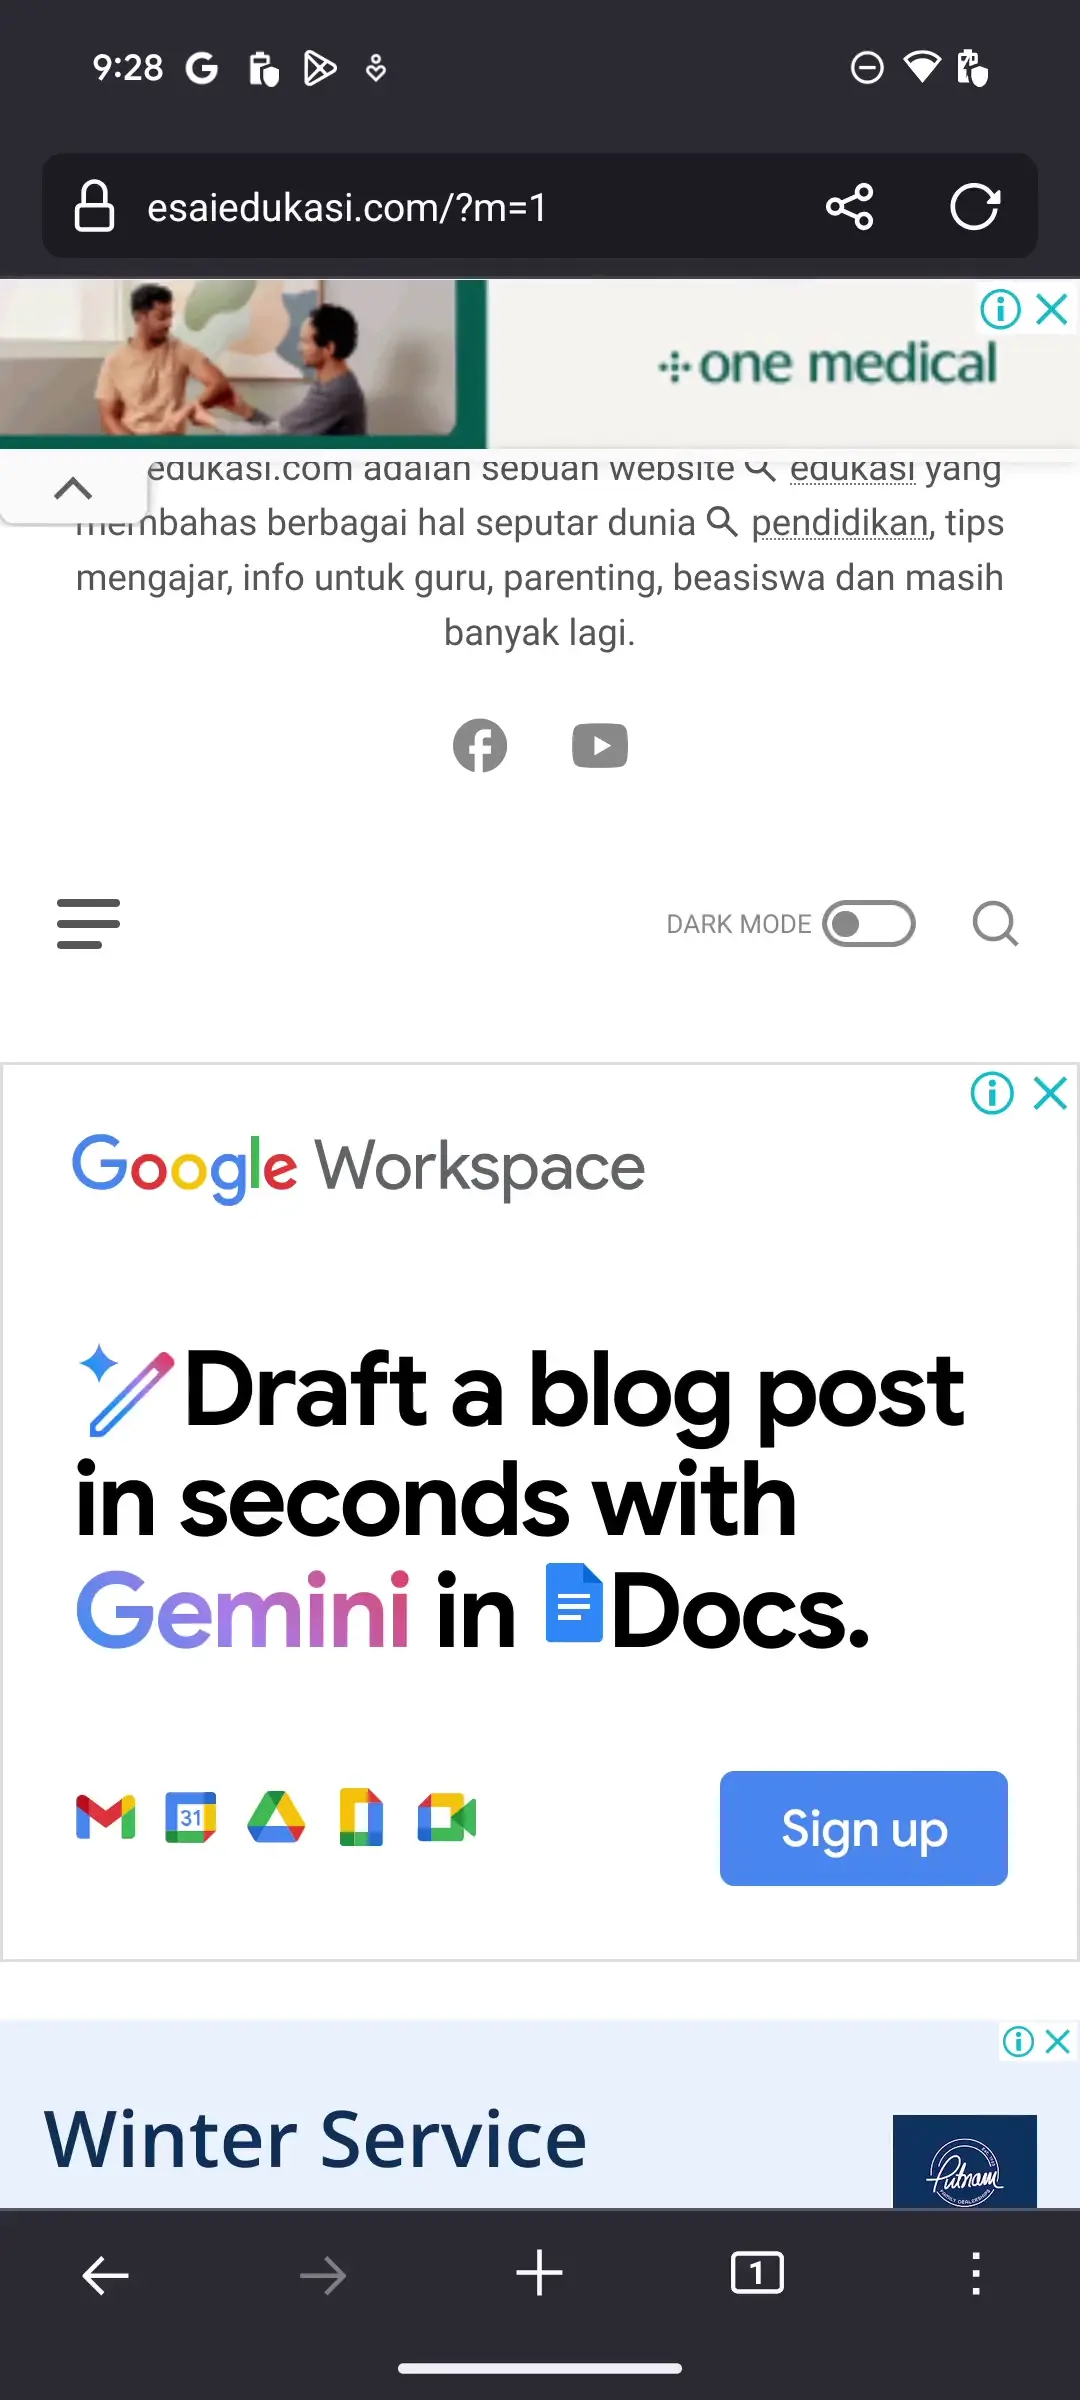 9:28
esaiedukasi.com/?m=1
one medical
edukasi.com adalah sebuah website edukasi yang
membahas berbagai hal seputar dunia pendidikan, tips
mengajar, info untuk guru, parenting, beasiswa dan masih
banyak lagi.
DARK MODE
Google Workspace
Draft a blog post
in seconds with
Gemini in Docs.
31
Sign up
Winter Service
Putnam
1